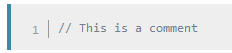 1 // This is a comment